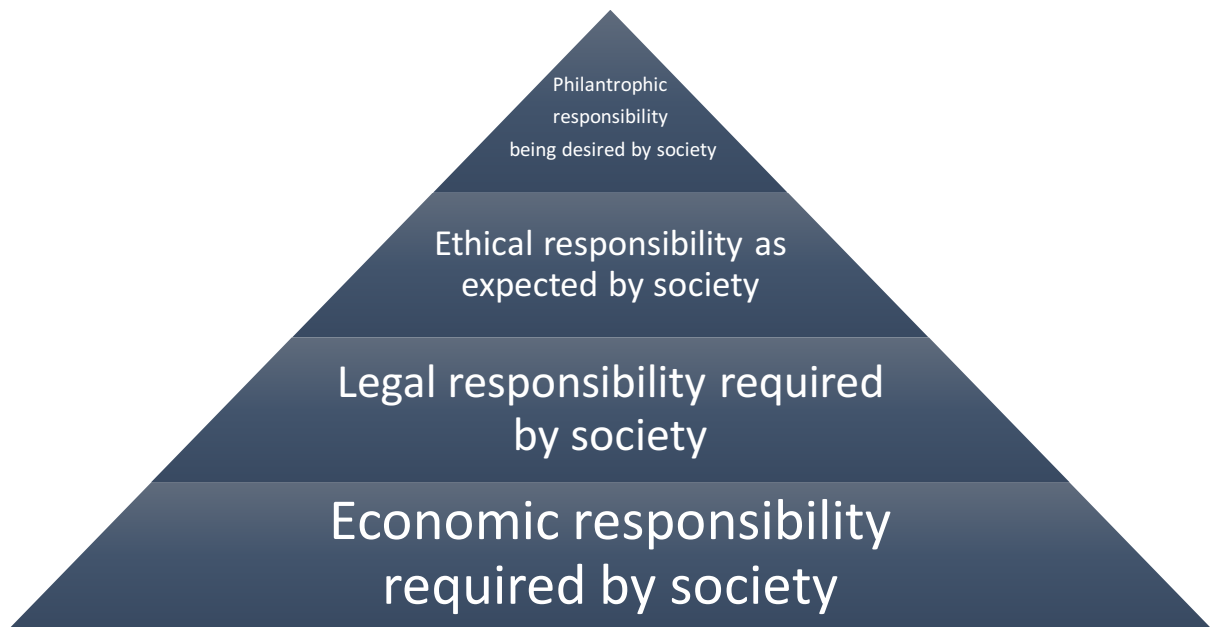 Philantrophic
responsibility
being desired by society
Ethical responsibility as
expected by society
Legal responsibility required
by society
Economic responsibility
required by society